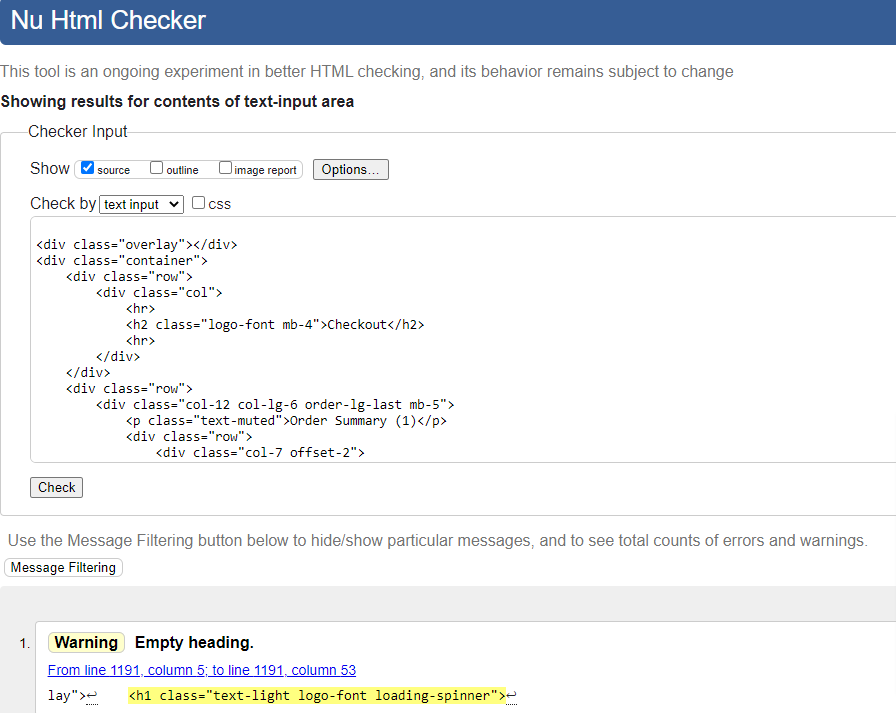 Nu Html Checker
This tool is an ongoing experiment in better HTML checking, and its behavior remains subject to change
Showing results for contents of text-input area
Checker Input
Show source outline image report Options...
Check by text input css
<div class="overlay"></div>
<div class="container">
    <div class="row">
        <div class="col">
            <hr>
            <h2 class="logo-font mb-4">Checkout</h2>
            <hr>
        </div>
    </div>
    <div class="row">
        <div class="col-12 col-lg-6 order-lg-last mb-5">
            <p class="text-muted">Order Summary (1)</p>
            <div class="row">
                <div class="col-7 offset-2">
Check
Use the Message Filtering button below to hide/show particular messages, and to see total counts of errors and warnings.
Message Filtering
1. Warning Empty heading.
From line 1191, column 5; to line 1191, column 53
lay">↩    <h1 class="text-light logo-font loading-spinner">↩